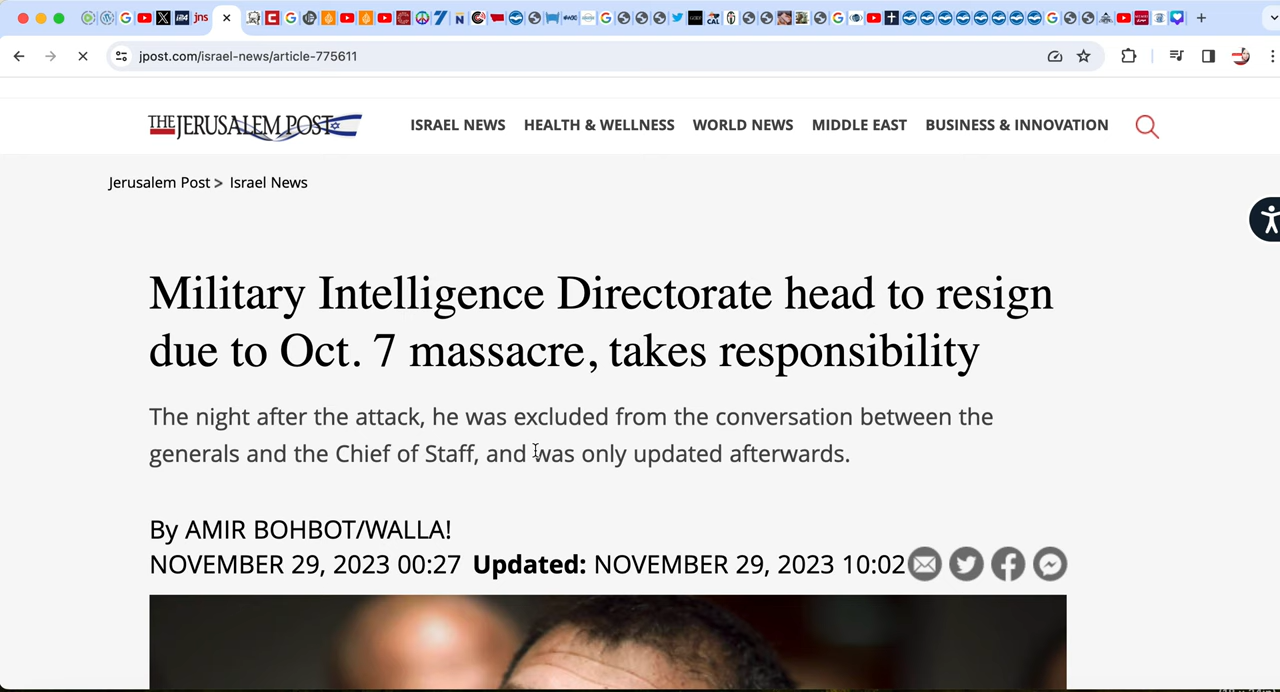 jns
jpost.com/israel-news/article-775611
THE JERUSALEM POST
ISRAEL NEWS HEALTH & WELLNESS WORLD NEWS MIDDLE EAST BUSINESS & INNOVATION
Jerusalem Post > Israel News
Military Intelligence Directorate head to resign
due to Oct. 7 massacre, takes responsibility
The night after the attack, he was excluded from the conversation between the
generals and the Chief of Staff, and was only updated afterwards.
By AMIR BOHBOT/WALLA!
NOVEMBER 29, 2023 00:27 Updated: NOVEMBER 29, 2023 10:02